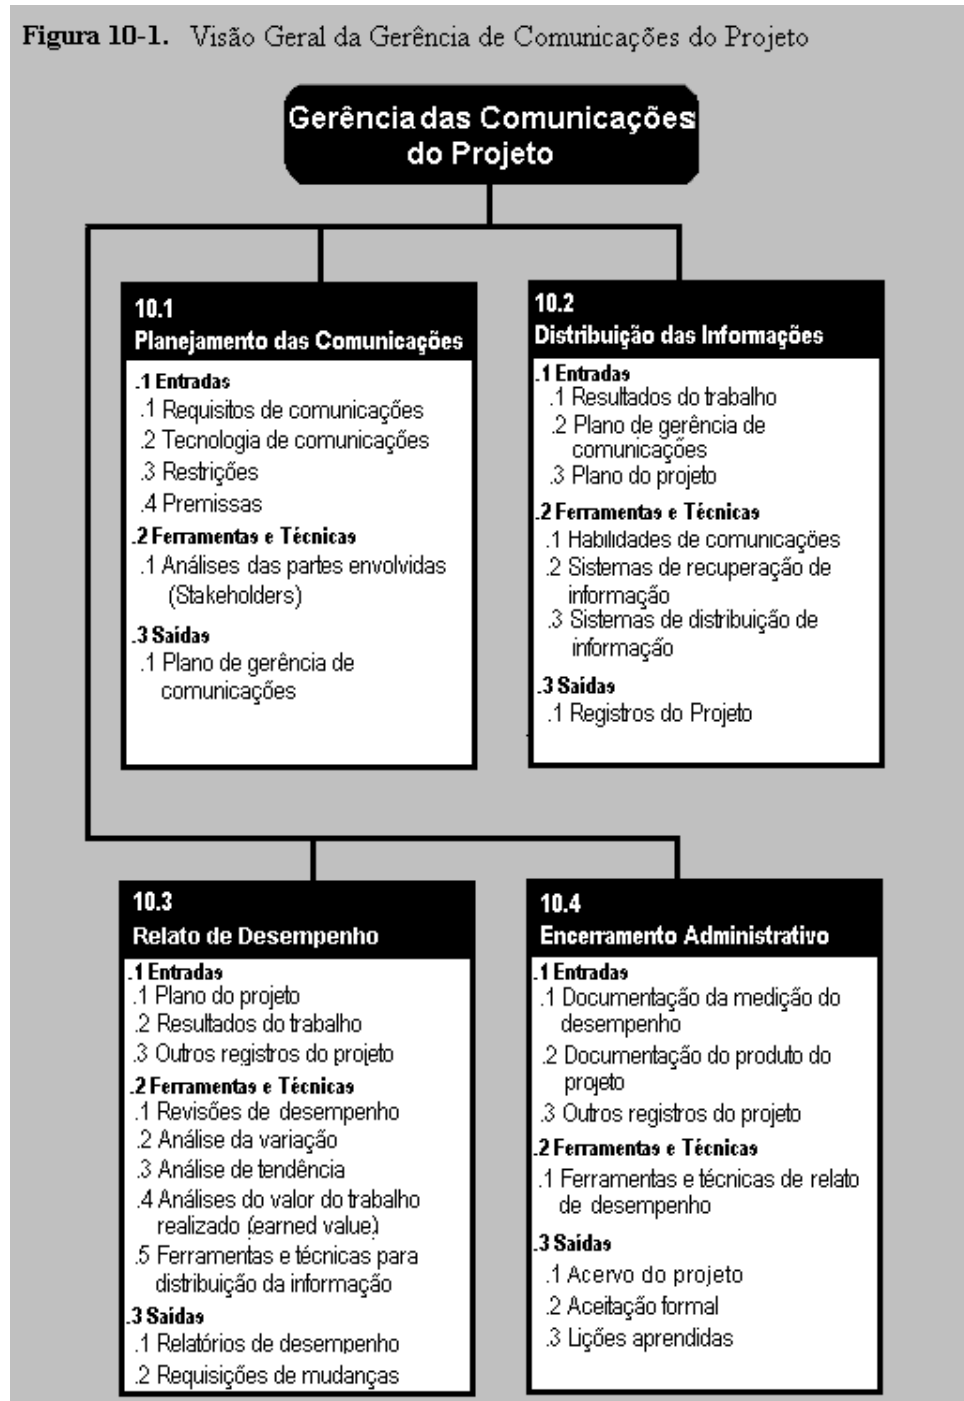 Figura 10-1. Visão Geral da Gerência de Comunicações do Projeto
Gerência das Comunicações
do Projeto
10.1
Planejamento das Comunicações
.1 Entradas
.1 Requisitos de comunicações
.2 Tecnologia de comunicações
.3 Restrições
.4 Premissas
.2 Ferramentas e Técnicas
.1 Análises das partes envolvidas
(Stakeholders)
.3 Saídas
.1 Plano de gerência de
comunicações
10.2
Distribuição das Informações
.1 Entradas
.1 Resultados do trabalho
.2 Plano de gerência de
comunicações
.3 Plano do projeto
.2 Ferramentas e Técnicas
.1 Habilidades de comunicações
.2 Sistemas de recuperação de
informação
.3 Sistemas de distribuição de
informação
.3 Saídas
.1 Registros do Projeto
10.3
Relato de Desempenho
.1 Entradas
.1 Plano do projeto
.2 Resultados do trabalho
.3 Outros registros do projeto
.2 Ferramentas e Técnicas
.1 Revisões de desempenho
.2 Análise da variação
.3 Análise de tendência
.4 Análises do valor do trabalho
realizado (earned value)
.5 Ferramentas e técnicas para
distribuição da informação
.3 Saídas
.1 Relatórios de desempenho
.2 Requisições de mudanças
10.4
Encerramento Administrativo
.1 Entradas
.1 Documentação da medição do
desempenho
.2 Documentação do produto do
projeto
.3 Outros registros do projeto
.2 Ferramentas e Técnicas
.1 Ferramentas e técnicas de relato
de desempenho
.3 Saídas
.1 Acervo do projeto
.2 Aceitação formal
.3 Lições aprendidas